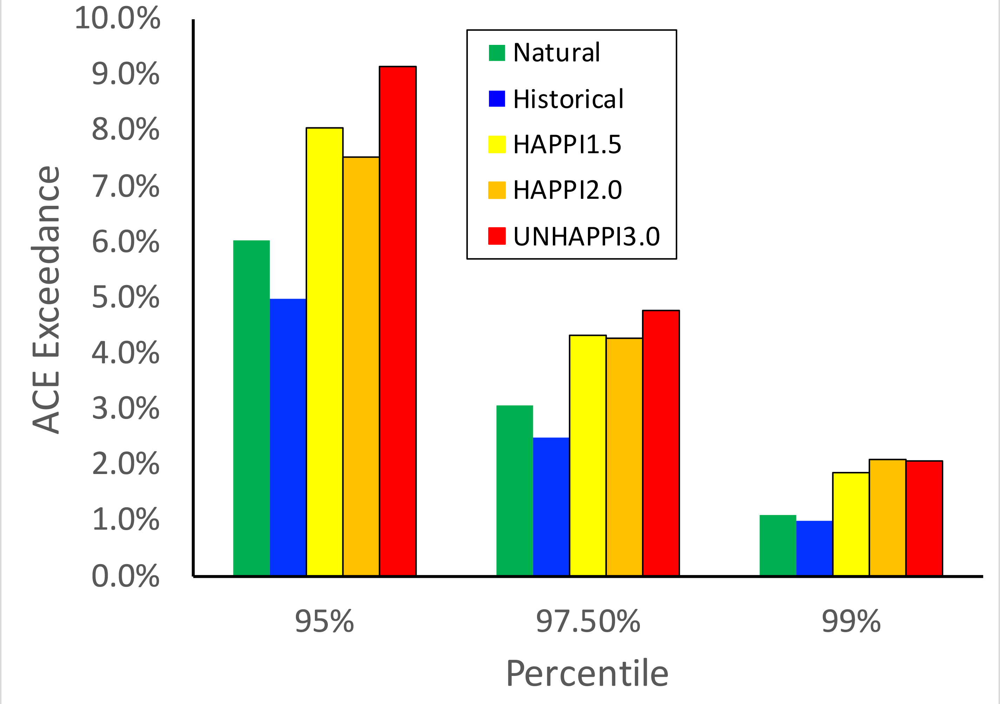 10.0%
9.0%
8.0%
7.0%
6.0%
5.0%
4.0%
3.0%
2.0%
1.0%
0.0%
ACE Exceedance
Natural
Historical
HAPPI1.5
HAPPI2.0
UNHAPPI3.0
95%
97.50%
99%
Percentile